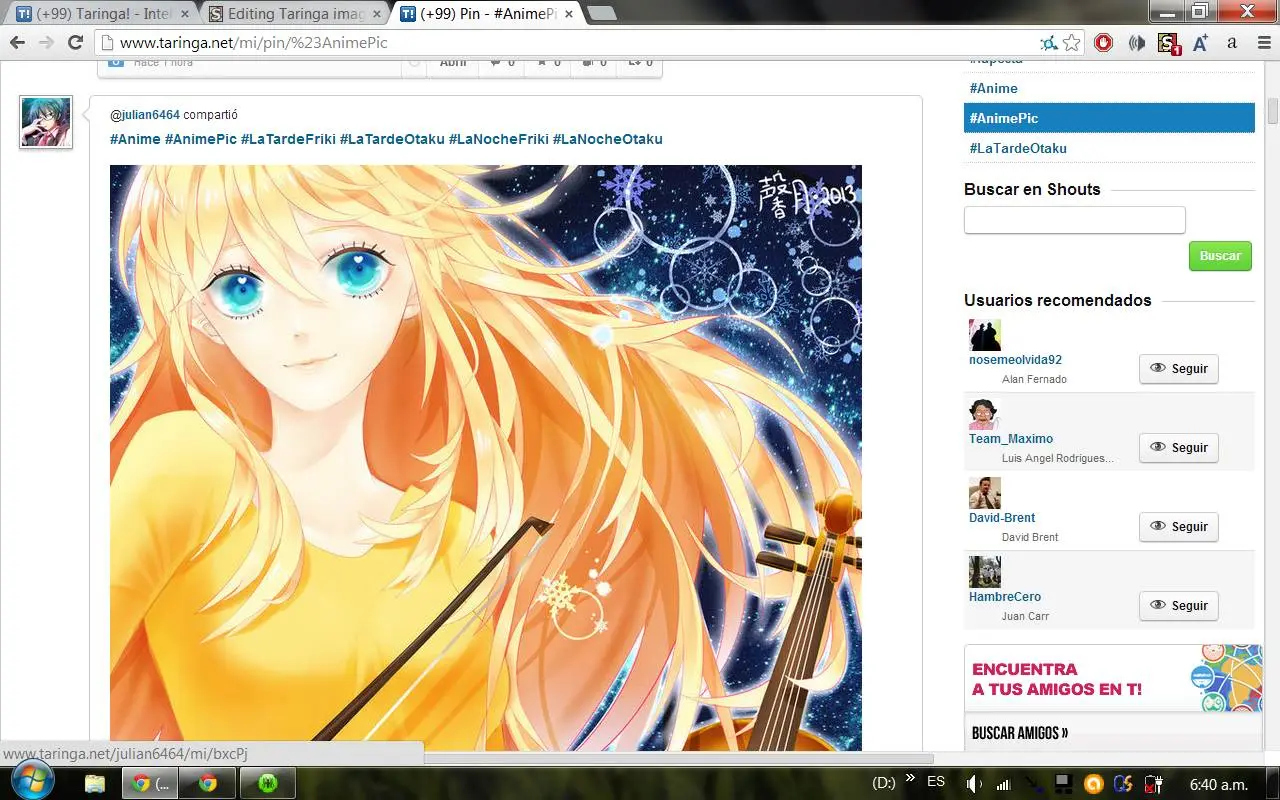 (+99) Taringa! - Intel
Editing Taringa imag
(+99) Pin - #AnimePi
www.taringa.net/mi/pin/%23AnimePic
Hace 1 hora
Abrir
0
0
0
0
@julian6464 compartió
#Anime #AnimePic #LaTardeFriki #LaTardeOtaku #LaNocheFriki #LaNocheOtaku
馨月.2013
#Anime
#AnimePic
#LaTardeOtaku
Buscar en Shouts
Buscar
Usuarios recomendados
nosemeolvida92
Alan Fernado
Seguir
Team_Maximo
Luis Angel Rodrigues...
Seguir
David-Brent
David Brent
Seguir
HambreCero
Juan Carr
Seguir
ENCUENTRA
A TUS AMIGOS EN T!
BUSCAR AMIGOS »
www.taringa.net/julian6464/mi/bxcPj
(...
(D:) » ES 6:40 a.m.